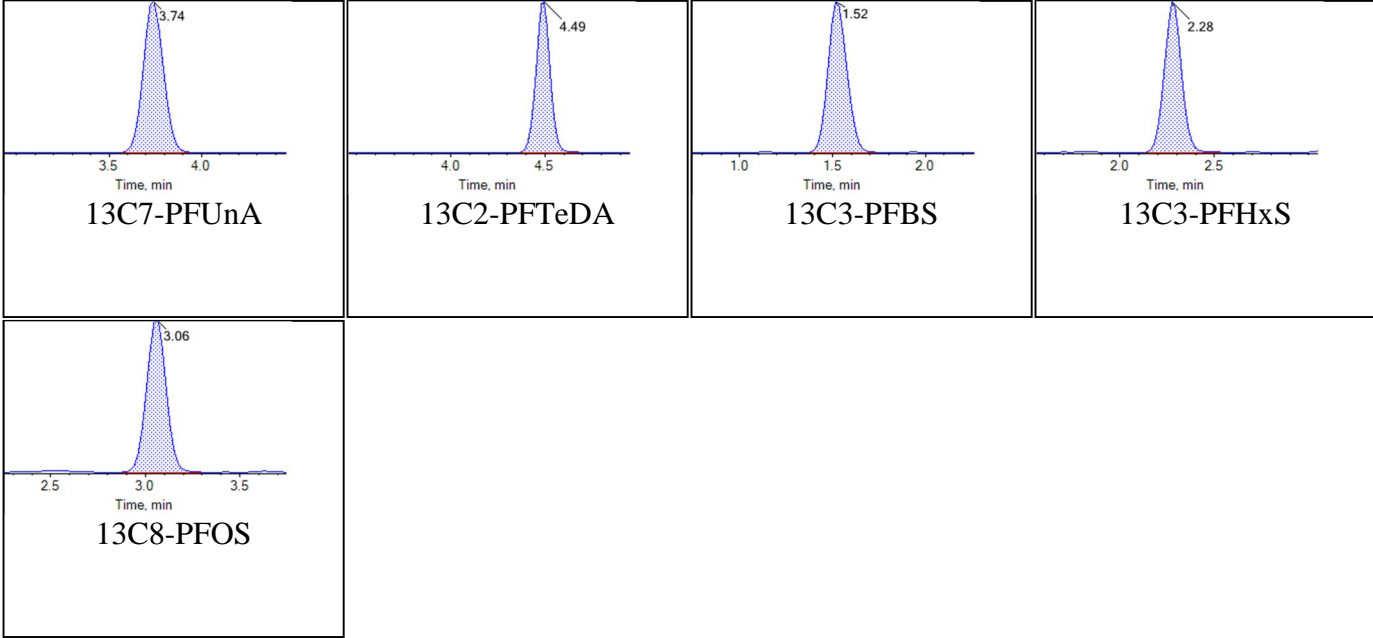 3.74
3.5 4.0
Time, min
13C7-PFUnA
4.49
4.0 4.5
Time, min
13C2-PFTeDA
1.52
1.0 1.5 2.0
Time, min
13C3-PFBS
2.28
2.0 2.5
Time, min
13C3-PFHxS
3.06
2.5 3.0 3.5
Time, min
13C8-PFOS